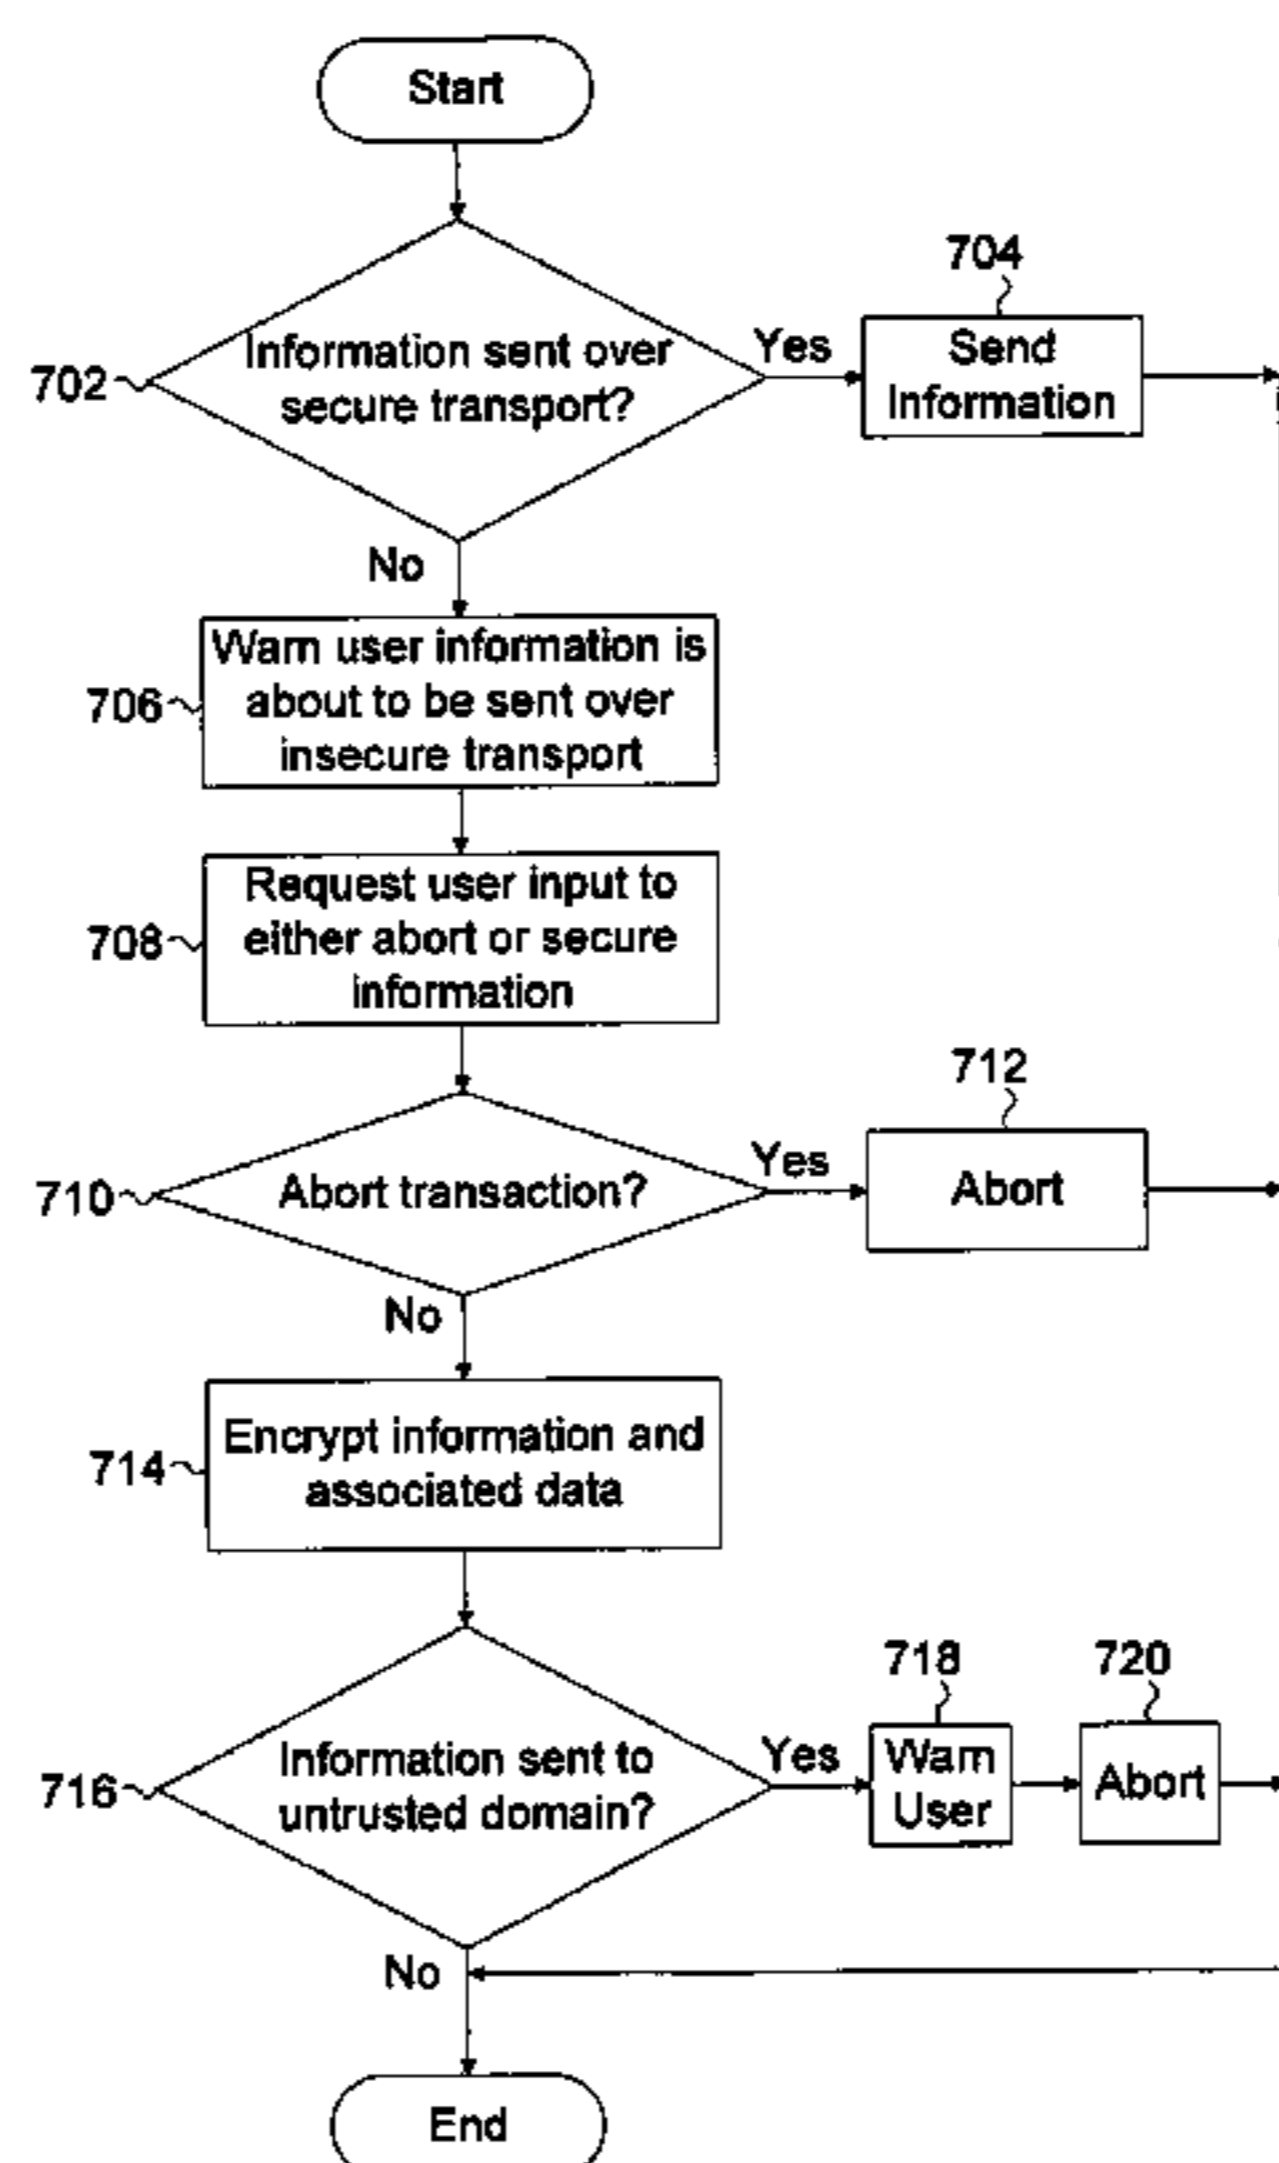 Start
704
Information sent over
secure transport?
Yes
Send
Information
702
No
Warn user information is
about to be sent over
insecure transport
706
Request user input to
either abort or secure
information
708
712
Abort transaction?
Yes
Abort
710
No
Encrypt information and
associated data
714
718
720
Information sent to
untrusted domain?
Yes
Warn
User
Abort
716
No
End